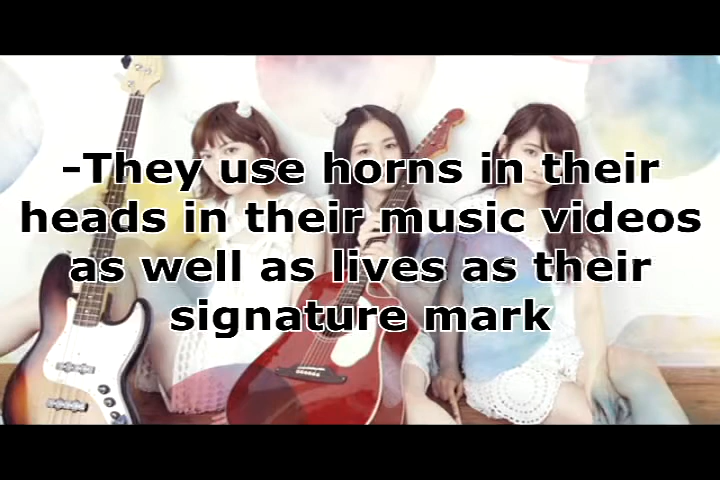 -They use horns in their
heads in their music videos
as well as lives as their
signature mark